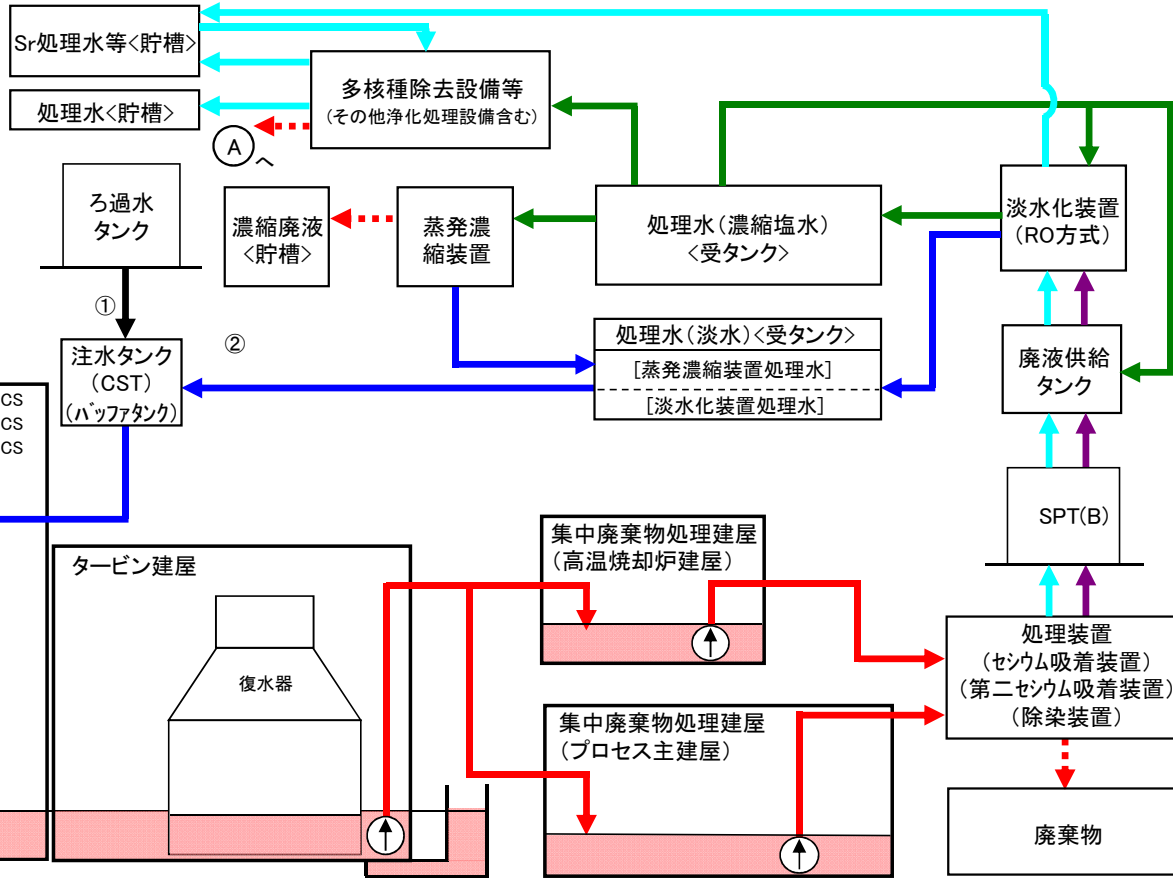 Sr処理水等<貯槽>
処理水<貯槽>
多核種除去設備等
(その他浄化処理設備含む)
A
へ
ろ過水
タンク
濃縮廃液
<貯槽>
蒸発濃
縮装置
処理水(濃縮塩水)
<受タンク>
淡水化装置
(RO方式)
①
②
注水タンク
(CST)
(バッファタンク)
処理水(淡水)<受タンク>
[蒸発濃縮装置処理水]
[淡水化装置処理水]
廃液供給
タンク
CS
CS
CS
SPT(B)
タービン建屋
復水器
集中廃棄物処理建屋
(高温焼却炉建屋)
集中廃棄物処理建屋
(プロセス主建屋)
処理装置
(セシウム吸着装置)
(第二セシウム吸着装置)
(除染装置)
廃棄物